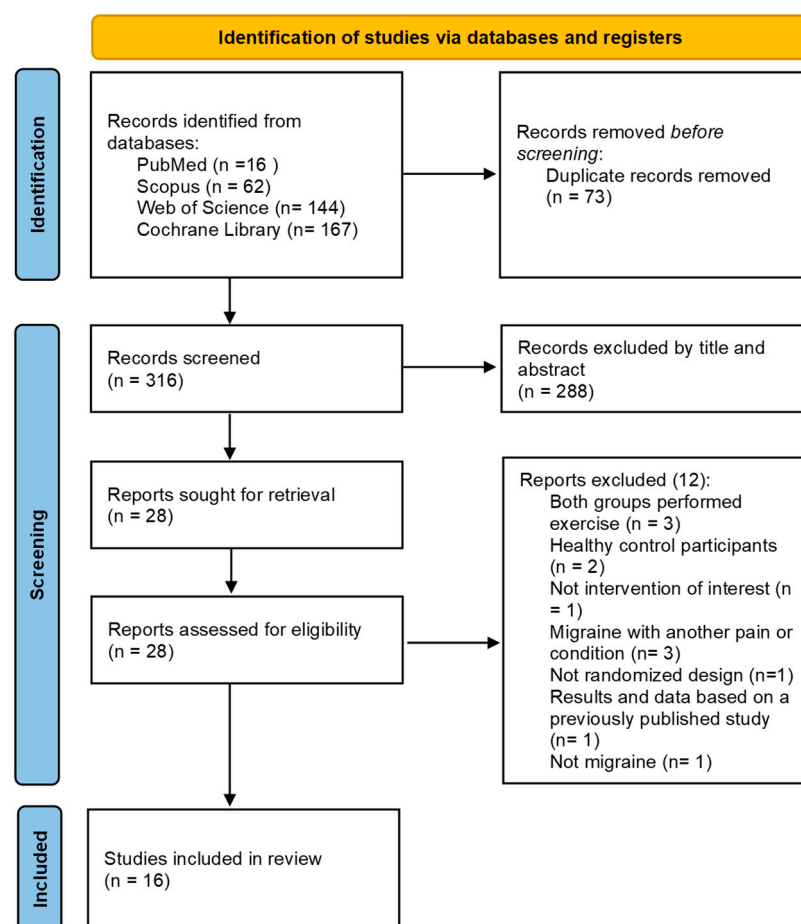 Identification of studies via databases and registers
Identification
Records identified from
databases:
PubMed (n =16 )
Scopus (n = 62)
Web of Science (n= 144)
Cochrane Library (n= 167)
Records removed before
screening:
Duplicate records removed
(n = 73)
Screening
Records screened
(n = 316)
Records excluded by title and
abstract
(n = 288)
Reports sought for retrieval
(n = 28)
Reports assessed for eligibility
(n = 28)
Reports excluded (12):
Both groups performed
exercise (n = 3)
Healthy control participants
(n = 2)
Not intervention of interest (n
= 1)
Migraine with another pain or
condition (n= 3)
Not randomized design (n=1)
Results and data based on a
previously published study
(n= 1)
Not migraine (n= 1)
Included
Studies included in review
(n = 16)